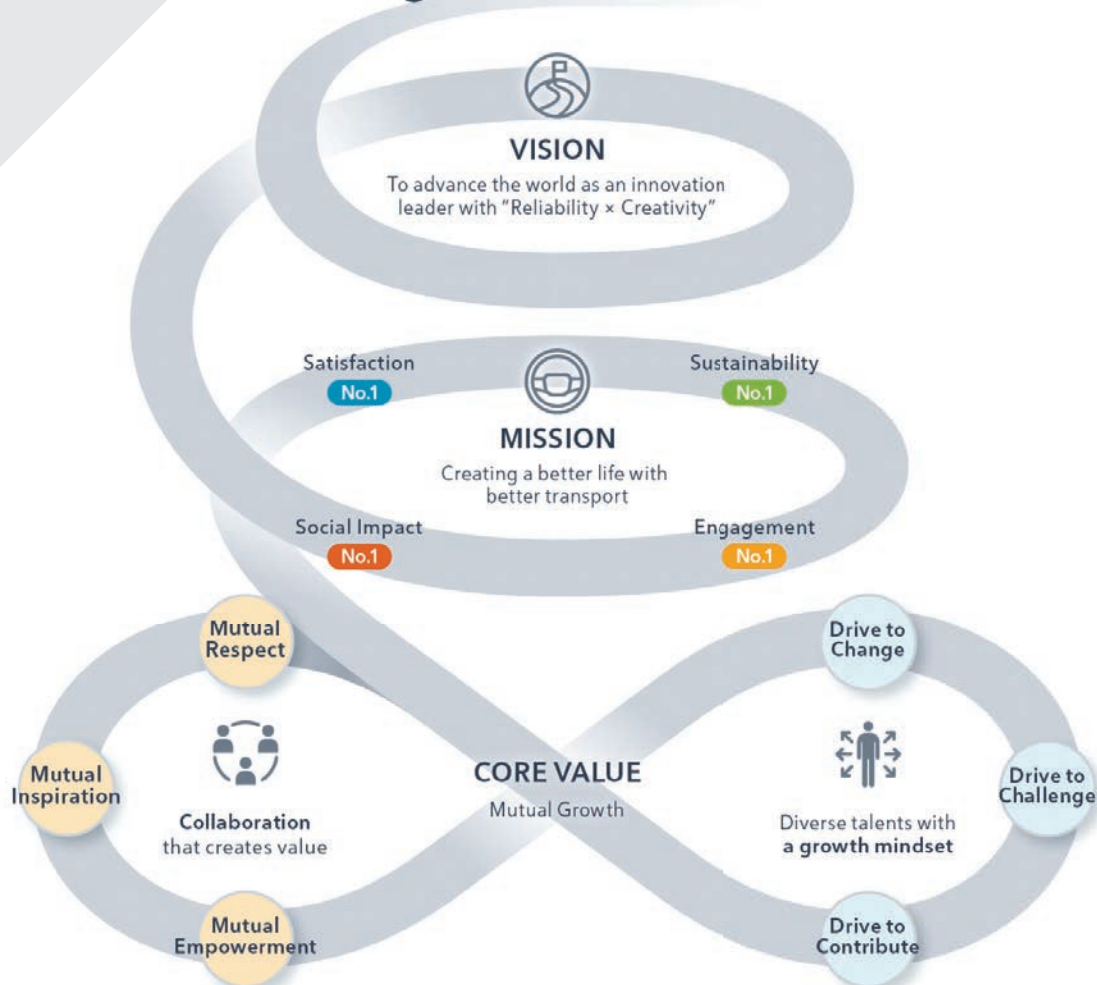 VISION
To advance the world as an innovation
leader with “Reliability × Creativity”
Satisfaction
No.1
Sustainability
No.1
MISSION
Creating a better life with
better transport
Social Impact
No.1
Engagement
No.1
Mutual
Respect
Mutual
Inspiration
Mutual
Empowerment
Collaboration
that creates value
CORE VALUE
Mutual Growth
Drive to
Change
Drive to
Challenge
Drive to
Contribute
Diverse talents with
a growth mindset